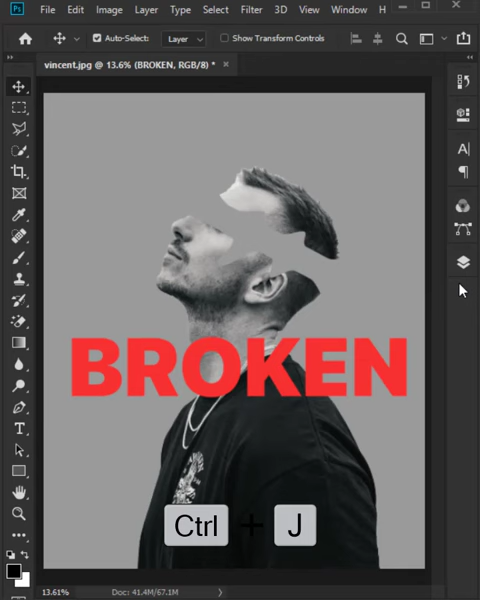 Ps File Edit Image Layer Type Select Filter 3D View Window H
Auto-Select: Layer Show Transform Controls
vincent.jpg @ 13.6% (BROKEN, RGB/8) * ×
A
T
BROKEN
Ctrl + J
13.61% Doc: 41.4M/67.1M